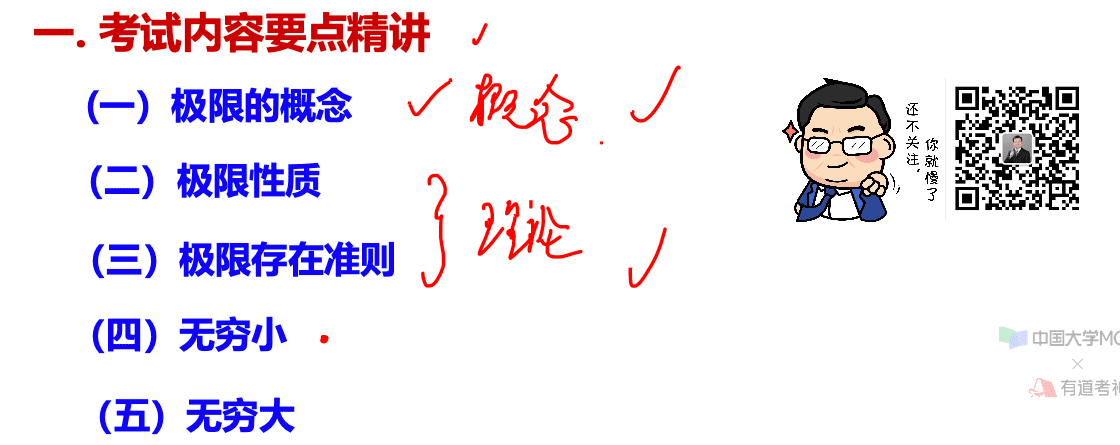 一. 考试内容要点精讲
(一) 极限的概念 概念
(二) 极限性质
理论
(三) 极限存在准则
(四) 无穷小
(五) 无穷大
还不关注，
你就傻了
中国大学MO
×
有道考神